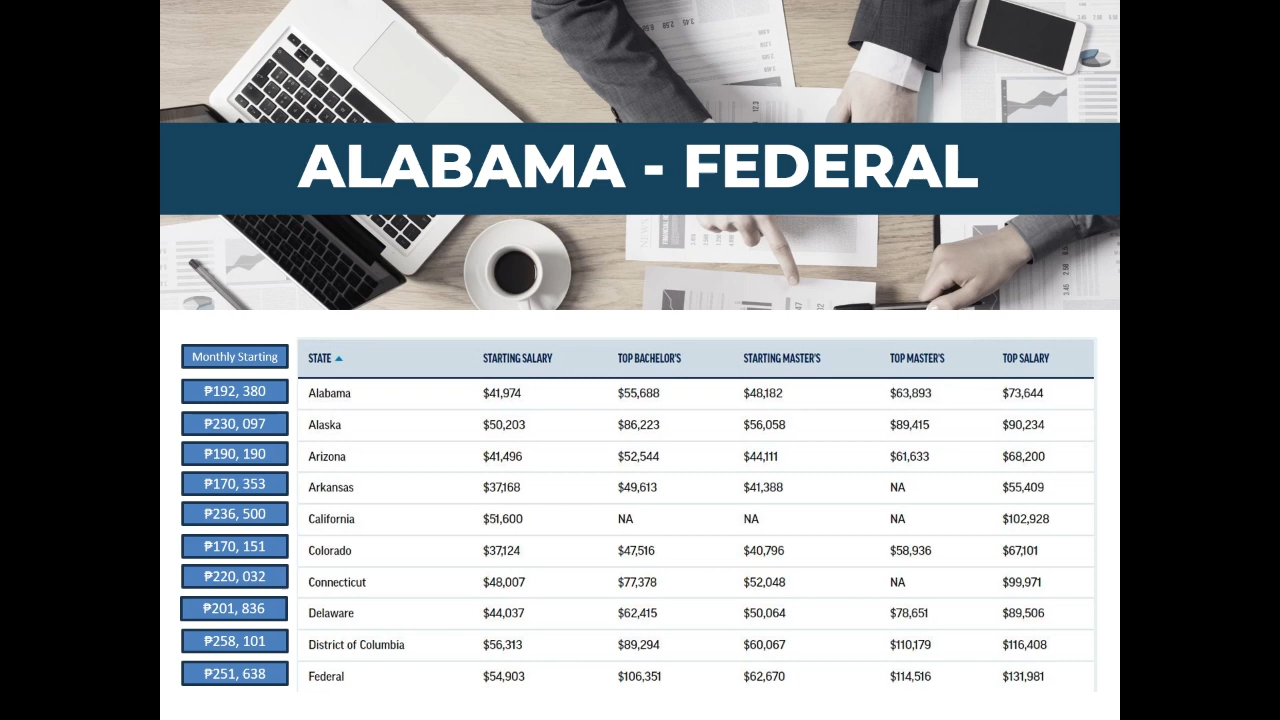 ALABAMA - FEDERAL
Monthly Starting STATE STARTING SALARY TOP BACHELOR'S STARTING MASTER'S TOP MASTER'S TOP SALARY
₱192, 380 Alabama $41,974 $55,688 $48,182 $63,893 $73,644
₱230, 097 Alaska $50,203 $86,223 $56,058 $89,415 $90,234
₱190, 190 Arizona $41,496 $52,544 $44,111 $61,633 $68,200
₱170, 353 Arkansas $37,168 $49,613 $41,388 NA $55,409
₱236, 500 California $51,600 NA NA NA $102,928
₱170, 151 Colorado $37,124 $47,516 $40,796 $58,936 $67,101
₱220, 032 Connecticut $48,007 $77,378 $52,048 NA $99,971
₱201, 836 Delaware $44,037 $62,415 $50,064 $78,651 $89,506
₱258, 101 District of Columbia $56,313 $89,294 $60,067 $110,179 $116,408
₱251, 638 Federal $54,903 $106,351 $62,670 $114,516 $131,981